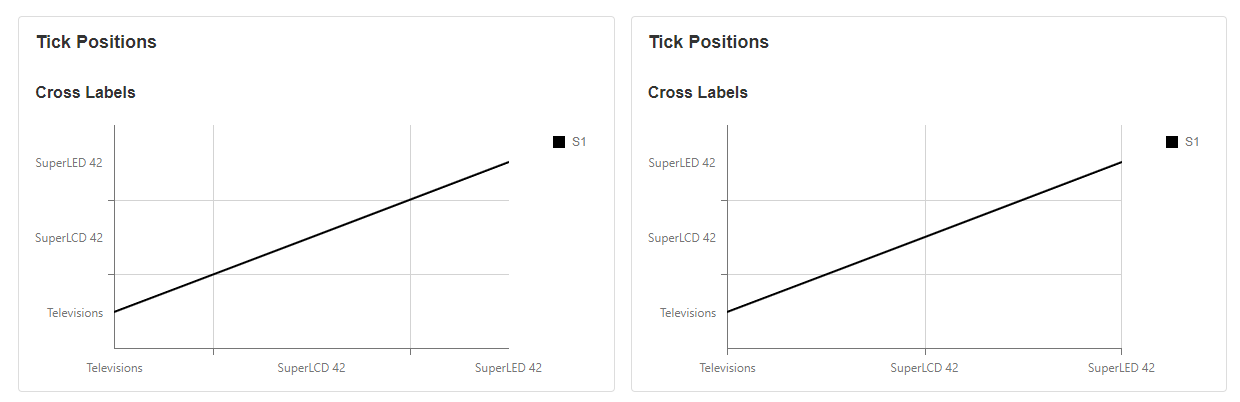 Tick Positions
Cross Labels
S1
SuperLED 42
SuperLCD 42
Televisions
Televisions SuperLCD 42 SuperLED 42
Tick Positions
Cross Labels
S1
SuperLED 42
SuperLCD 42
Televisions
Televisions SuperLCD 42 SuperLED 42